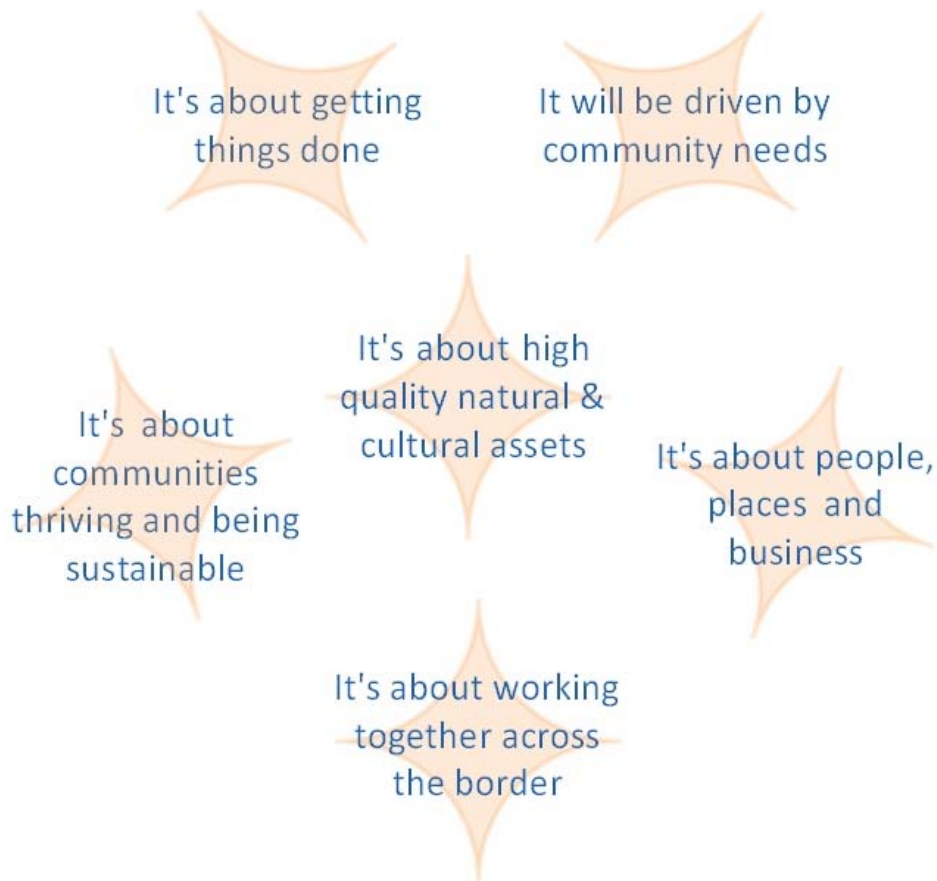 It's about getting
things done
It will be driven by
community needs
It's about high
quality natural &
cultural assets
It's about
communities
thriving and being
sustainable
It's about people,
places and
business
It's about working
together across
the border